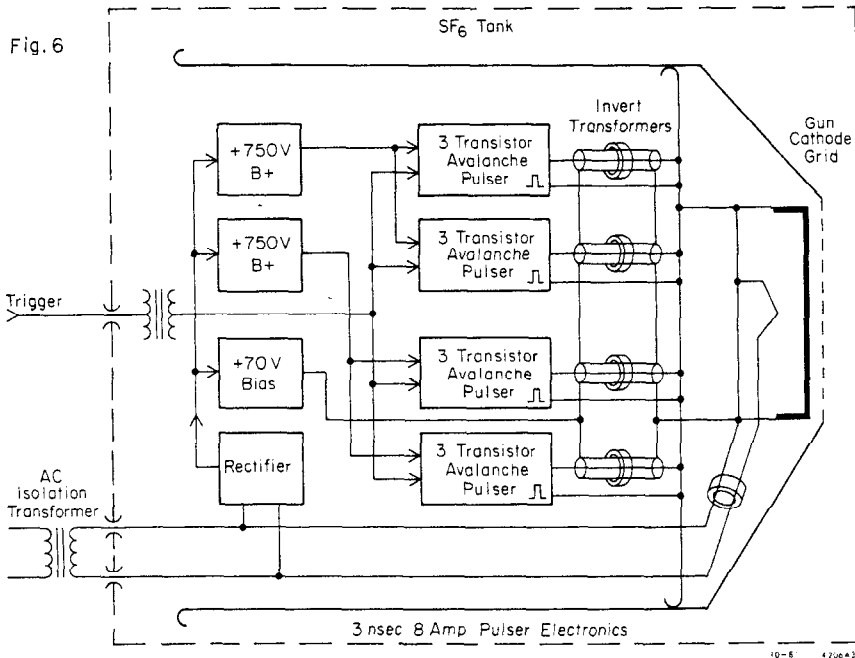 Fig. 6
SF6 Tank
Invert
Transformers
Gun
Cathode
Grid
+750V
B+
3 Transistor
Avalanche
Pulser
+750V
B+
3 Transistor
Avalanche
Pulser
Trigger
+70V
Bias
3 Transistor
Avalanche
Pulser
Rectifier
3 Transistor
Avalanche
Pulser
AC
isolation
Transformer
3 nsec 8 Amp Pulser Electronics